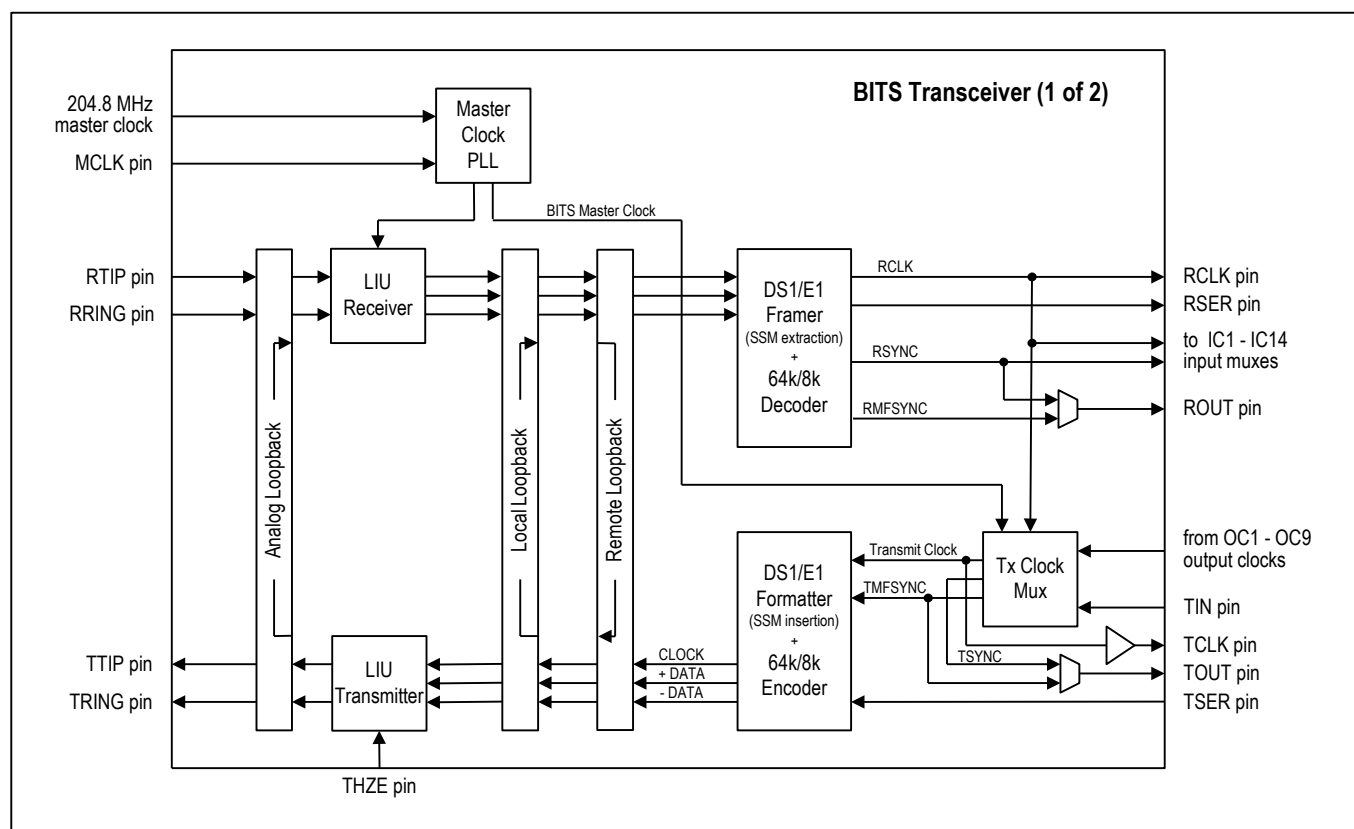 BITS Transceiver (1 of 2)
204.8 MHz
master clock
MCLK pin
Master
Clock
PLL
BITS Master Clock
RTIP pin
RRING pin
LIU
Receiver
DS1/E1
Framer
(SSM extraction)
+
64k/8k
Decoder
RCLK
RSYNC
RMFSYNC
RCLK pin
RSER pin
to IC1 - IC14
input muxes
ROUT pin
Analog Loopback
Local Loopback
Remote Loopback
Transmit Clock
TMFSYNC
TSYNC
Tx Clock
Mux
from OC1 - OC9
output clocks
TIN pin
TCLK pin
TOUT pin
TSER pin
DS1/E1
Formatter
(SSM insertion)
+
64k/8k
Encoder
CLOCK
+ DATA
- DATA
LIU
Transmitter
TTIP pin
TRING pin
THZE pin